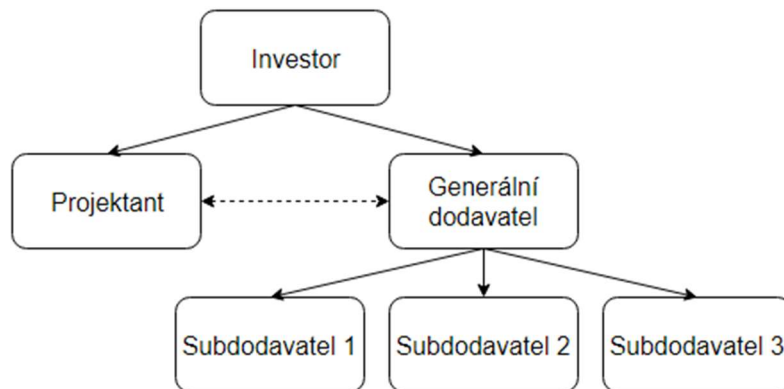 Investor
Projektant
Generální
dodavatel
Subdodavatel 1
Subdodavatel 2
Subdodavatel 3